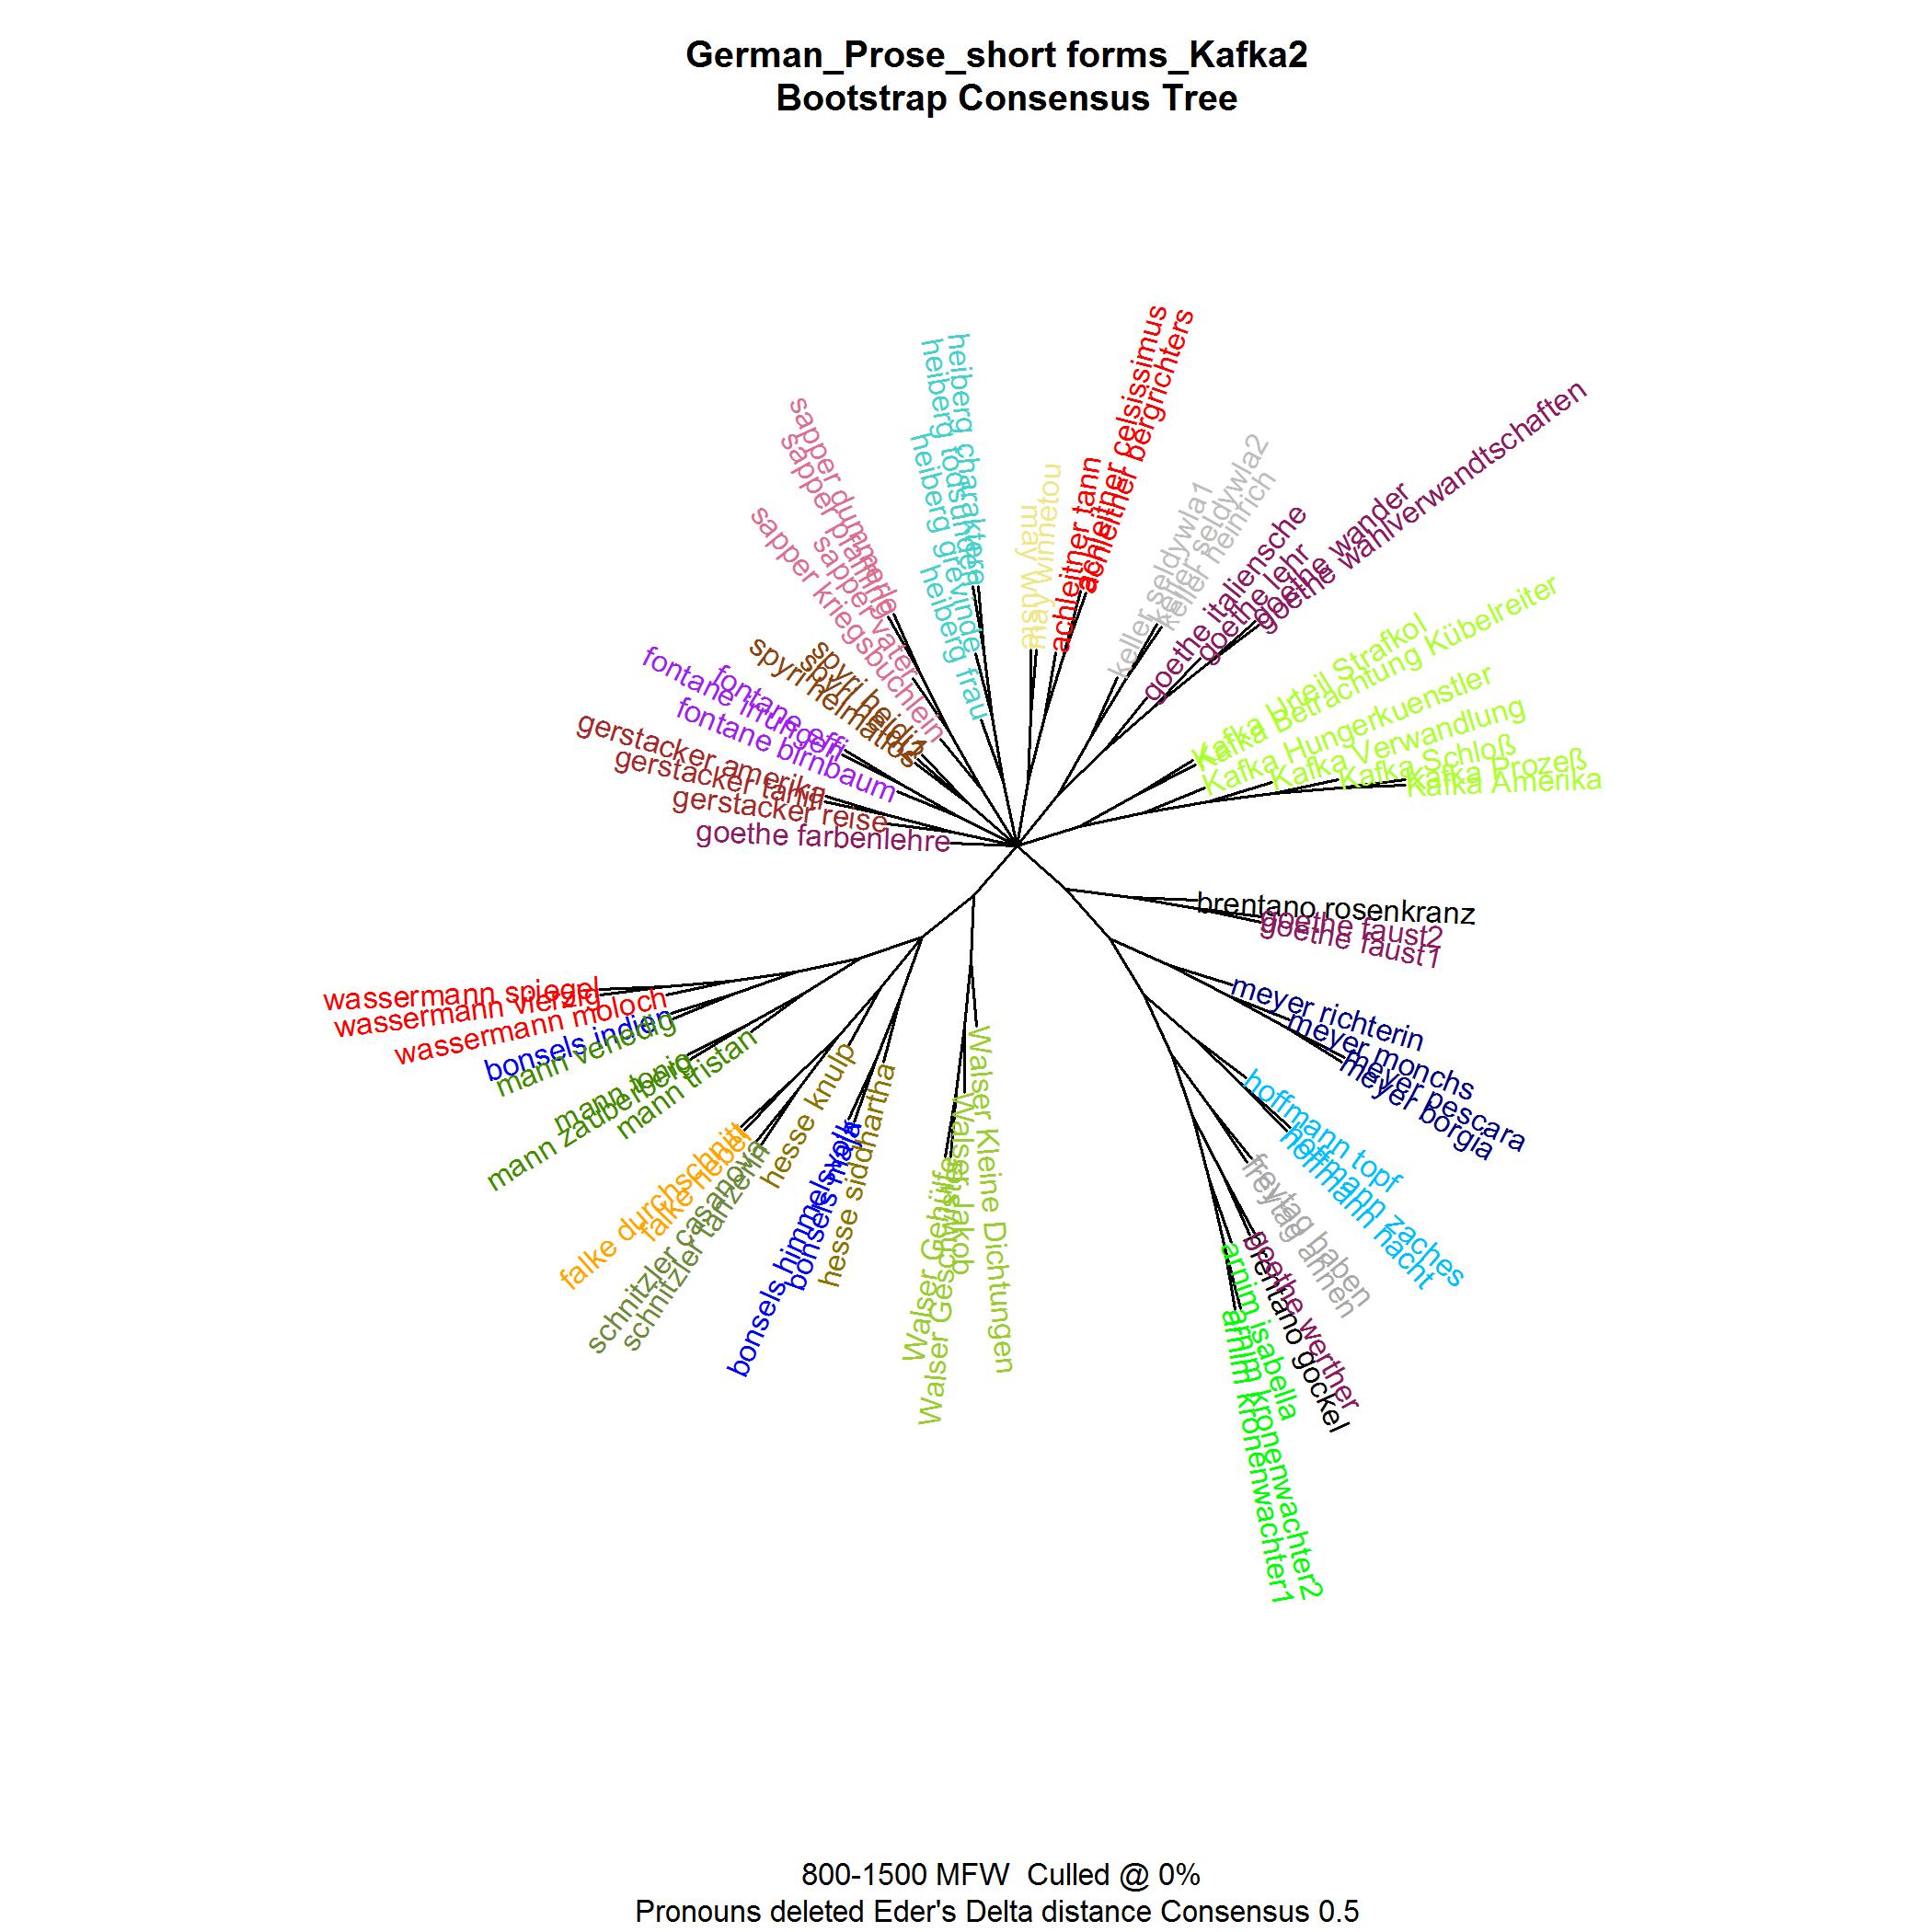 German_Prose_short forms_Kafka2
Bootstrap Consensus Tree
heiberg charaktere
heiberg todsunden
heiberg grevinde
heiberg frau
may winnetou
may wuste
achleitner tann
achleitner celsissimus
achleitner bergrichters
keller seldywla1
keller seldywla2
keller heinrich
goethe italiensche
goethe lehr
goethe wander
goethe wahlverwandtschaften
Kafka Urteil Strafkol
Kafka Betrachtung Kübelreiter
Kafka Hungerkuenstler
Kafka Verwandlung
Kafka Schloß
Kafka Prozeß
Kafka Amerika
brentano rosenkranz
goethe faust2
goethe faust1
meyer richterin
meyer monchs
meyer pescara
meyer borgia
hoffmann topf
hoffmann zaches
hoffmann nacht
freytag haben
freytag ahnen
goethe werther
brentano gockel
arnim isabella
arnim kronenwachter2
arnim kronenwachter1
Walser Kleine Dichtungen
Walser Jakob
Walser Geschwister
Walser Gehülfe
hesse siddhartha
bonsels maja
bonsels himmelsvolk
hesse knulp
schnitzler tanzerin
schnitzler casanova
falke nebel
falke durchschnitt
mann tristan
mann zauberberg
mann tonio
mann venedig
bonsels indien
wassermann moloch
wassermann vierzig
wassermann spiegel
goethe farbenlehre
gerstacker reise
gerstacker tahiti
gerstacker amerika
fontane birnbaum
fontane irrungen
fontane effi
spyri heimatlos
spyri heidi2
spyri
sapper kriegsbuchlein
sapper vater
sapper
sapper dummerle
800-1500 MFW  Culled @ 0%
Pronouns deleted Eder's Delta distance Consensus 0.5